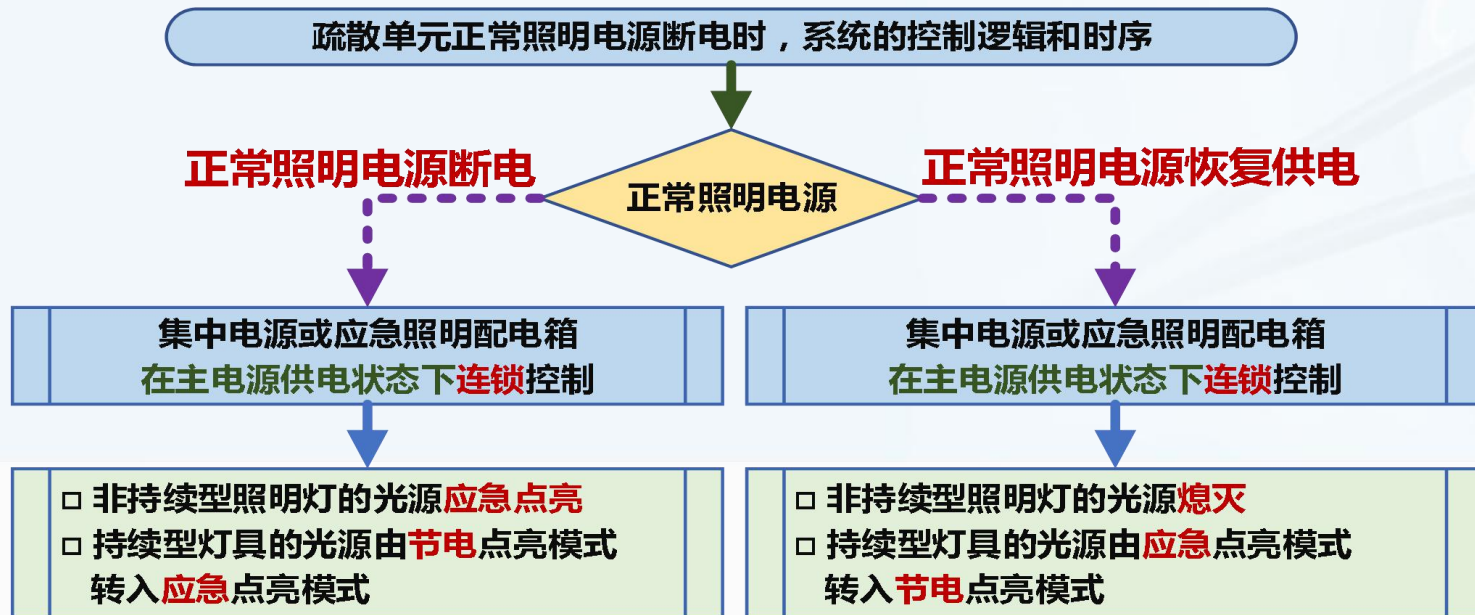 疏散单元正常照明电源断电时，系统的控制逻辑和时序
正常照明电源断电
正常照明电源
正常照明电源恢复供电
集中电源或应急照明配电箱
在主电源供电状态下连锁控制
□ 非持续型照明灯的光源应急点亮
□ 持续型灯具的光源由节电点亮模式
转入应急点亮模式
集中电源或应急照明配电箱
在主电源供电状态下连锁控制
□ 非持续型照明灯的光源熄灭
□ 持续型灯具的光源由应急点亮模式
转入节电点亮模式